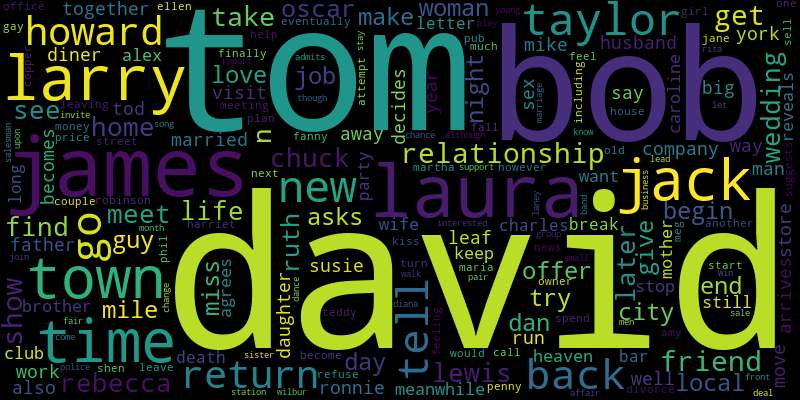 office
gay
together
ellen
eventually
oscar
woman
play
young
girl
one
howard
take
make
letter
pub
much
taylor
get
sell
help
finally
diner
alex
york
jane
rita
mike
husband
admits
stay
larry
love
job
night
sex
feel
say
big
wedding
reveals
copper
report
visit
attempt
decides
including
caroline
tom
bob
leaving
invite
meeting
plan
though
year
marriage
house
let
see
tod
money
price
home
n
song
fanny
away
chance
although
fall
know
company
way
man
salesman
upon
street
married
chuck
party
relationship
old
long
becomes
james
next
martha
support
however
want
lead
suggest
couple
robinson
new
laura
jack
laney
band
business
find
month
meet
life
ruth
asks
wife
charles
break
begin
store
father
go
guy
phil
harriet
kiss
interested
group
give
mother
meg
another
join
miss
agrees
susie
leaf
keep
news
small
later
town
david
turn
maria
pair
offer
stop
start
win
end
show
fair
mile
change
daughter
dance
walk
owner
try
city
still
sale
arrives
move
brother
teddy
diana
feeling
spend
men
amy
come
time
dan
run
club
death
sister
become
day
tell
would
call
heaven
bar
friend
work
police
shen
leave
return
refuse
lewis
back
well
local
front
also
rebecca
station
wilbur
ronnie
meanwhile
penny
affair
divorce
deal